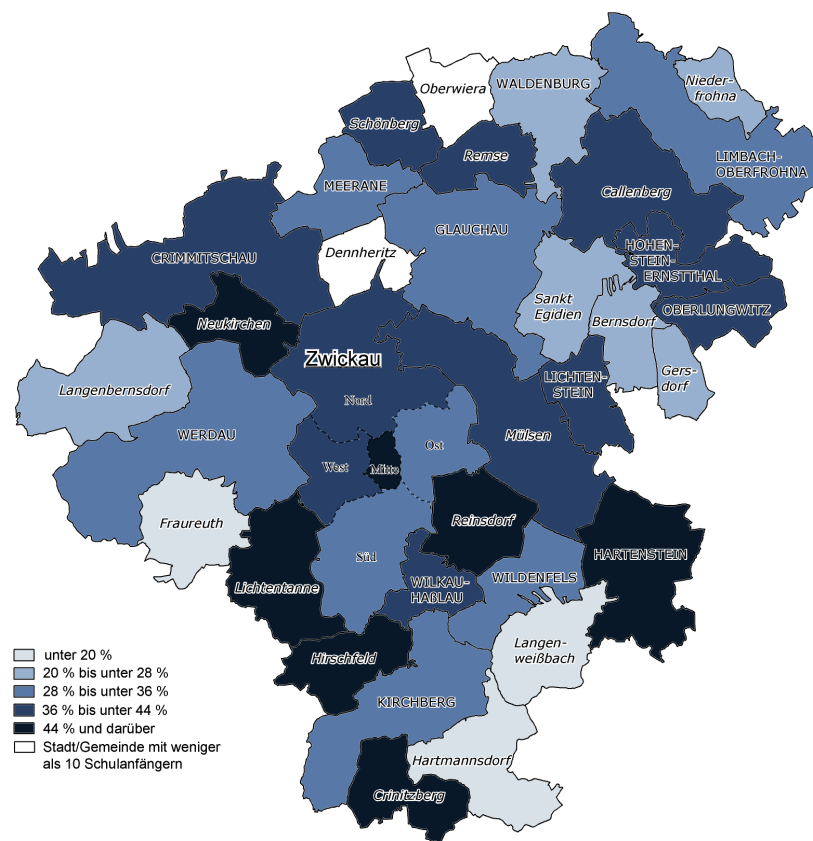 Oberwiera
WALDENBURG
Nieder-
frohna
Schönberg
Remse
LIMBACH-
OBERFROHNA
MEERANE
Callenberg
GLAUCHAU
HOHEN-
STEIN-
ERNSTTHAL
Dennheritz
CRIMMITSCHAU
Sankt
Egidien
OBERLUNGWITZ
Neukirchen
Bernsdorf
Zwickau
Gers-
dorf
LICHTEN-
STEIN
Langenbernsdorf
Nord
WERDAU
Ost
Mülsen
West
Mitte
Fraureuth
Reinsdorf
Süd
HARTENSTEIN
Lichtentanne
WILKAU-
HAßLAU
WILDENFELS
Langen-
weißbach
Hirschfeld
KIRCHBERG
Hartmannsdorf
Crinitzberg
unter 20 %
20 % bis unter 28 %
28 % bis unter 36 %
36 % bis unter 44 %
44 % und darüber
Stadt/Gemeinde mit weniger
als 10 Schulanfängern